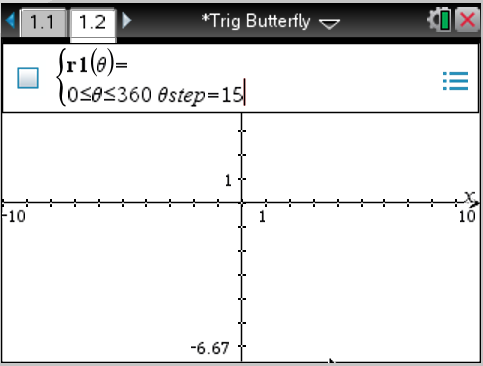 1.1 1.2 *Trig Butterfly
r1(θ)=
0≤θ≤360 θstep=15
1
x
-10 1 10
-6.67